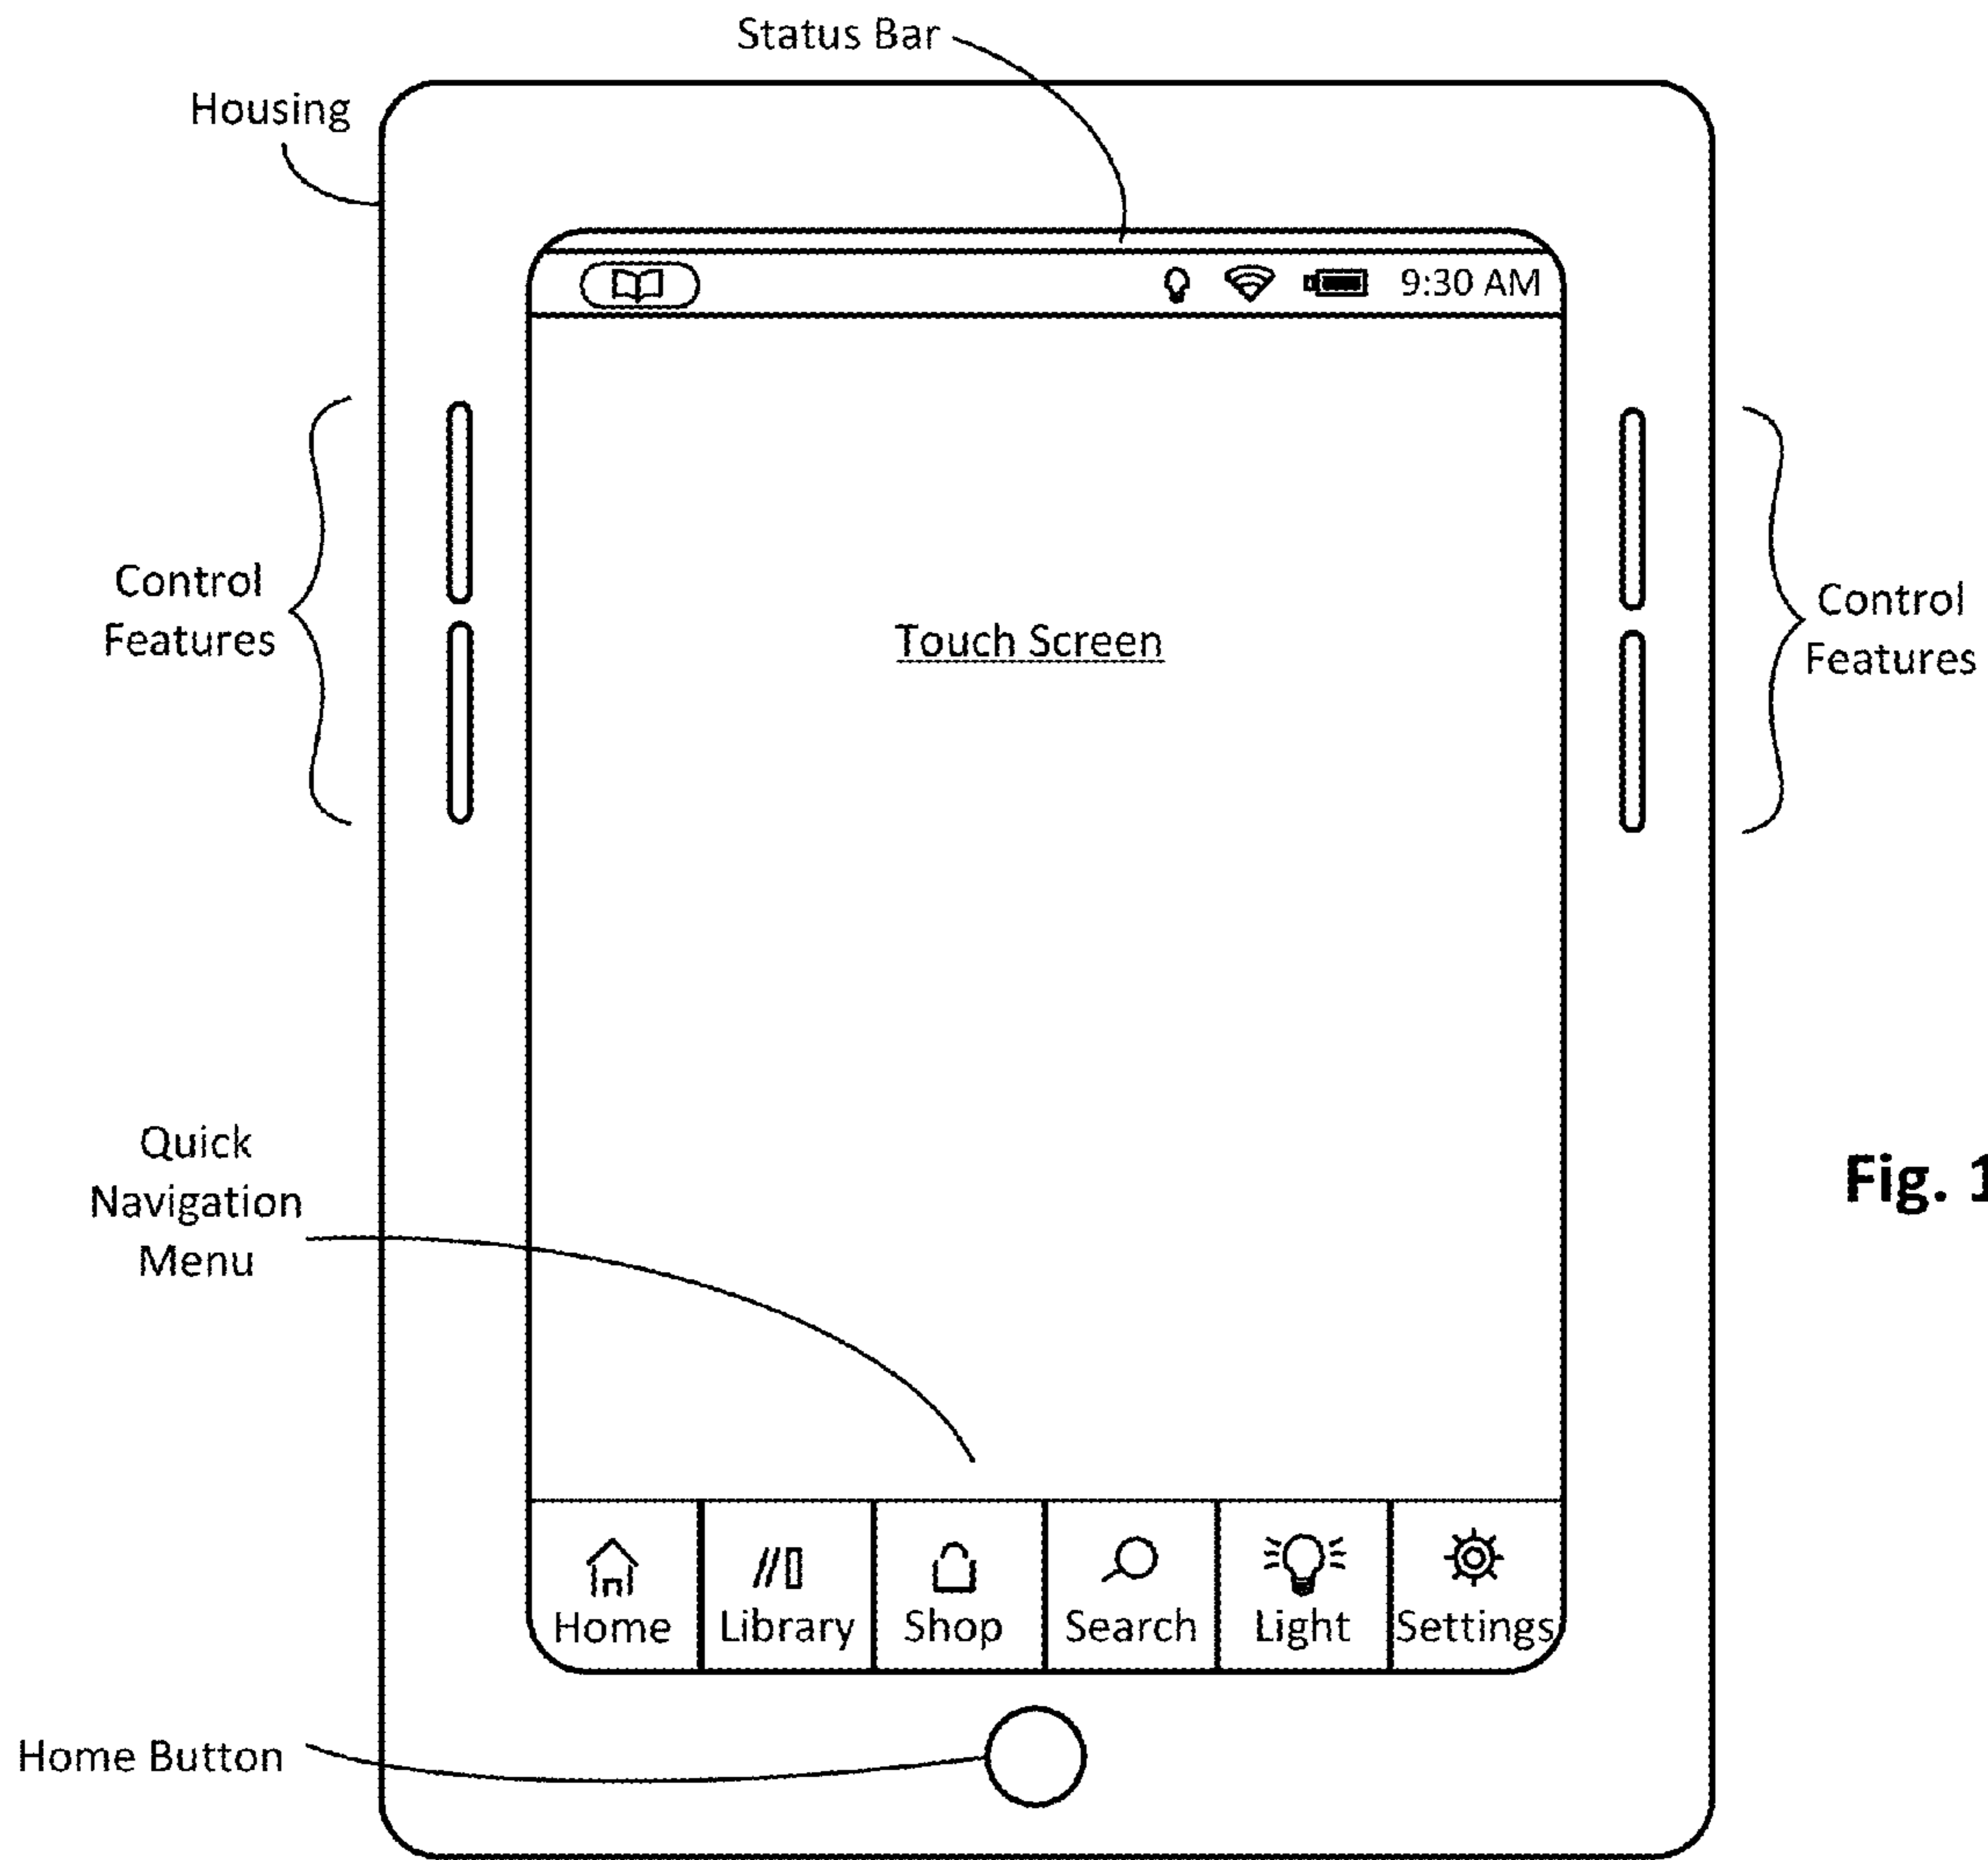 Status Bar
Housing
9:30 AM
Control
Features
Touch Screen
Control
Features
Quick
Navigation
Menu
Fig. 1
Home
Library
Shop
Search
Light
Settings
Home Button